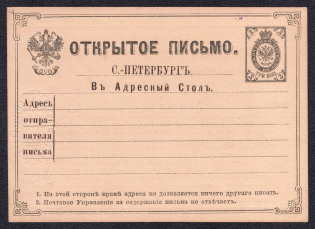 ОТКРЫТОЕ ПИСЬМО.
С.-ПЕТЕРБУРГЪ.
Въ Адресный Столъ.
Адресъ
отпра-
вителя
письма
1. На этой сторонѣ кромѣ адреса не дозволяется ничего другаго писать.
2. Почтовое Управленіе за содержаніе письма не отвѣчаетъ.